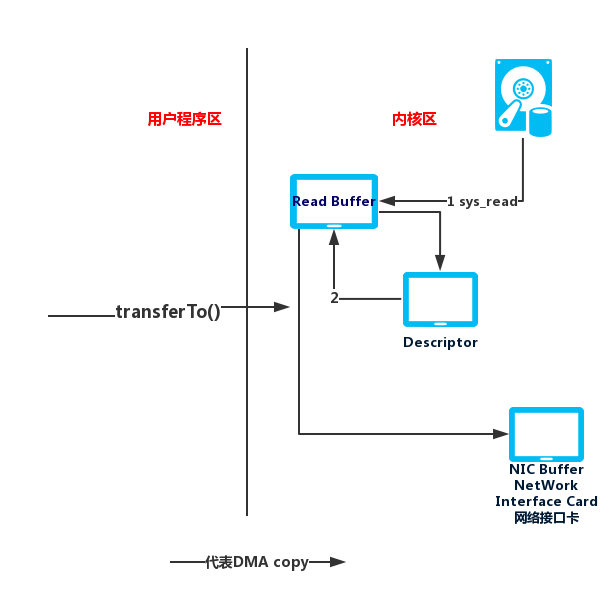 用户程序区
内核区
Read Buffer
1 sys_read
2
transferTo()
Descriptor
NIC Buffer
NetWork
Interface Card
网络接口卡
代表DMA copy